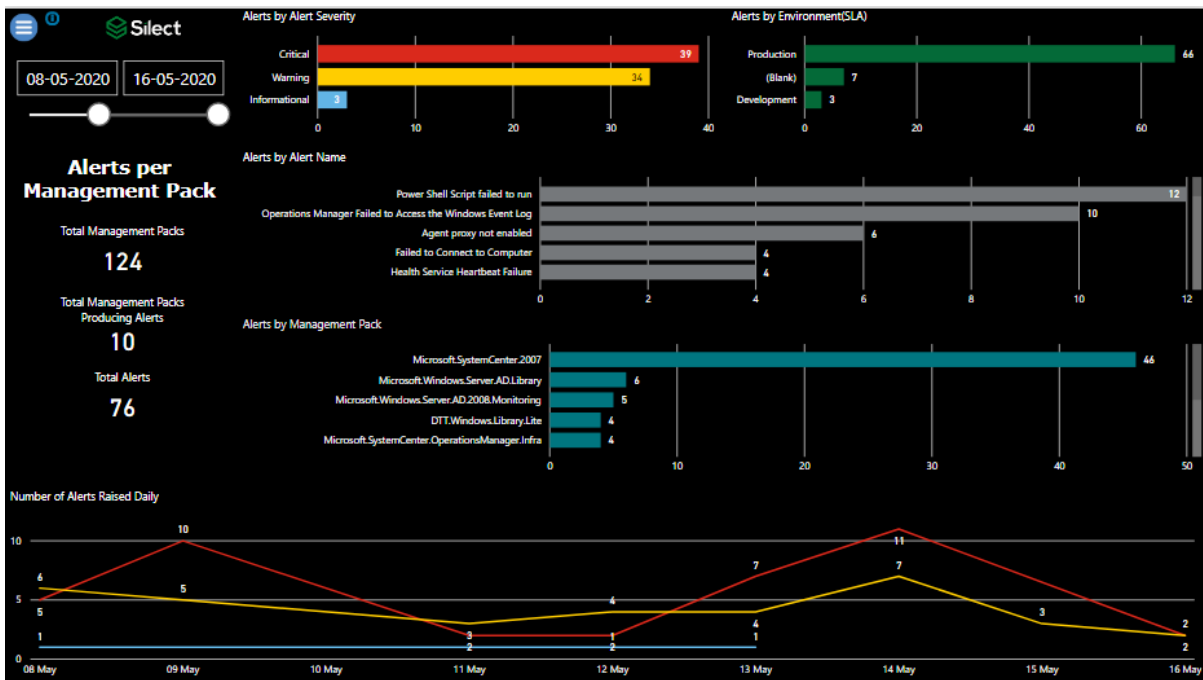 Silect
08-05-2020
16-05-2020
Alerts per
Management Pack
Total Management Packs
124
Total Management Packs
Producing Alerts
10
Total Alerts
76
Alerts by Alert Severity
Critical
39
Warning
34
Informational
3
0 10 20 30 40
Alerts by Environment(SLA)
Production
66
(Blank)
7
Development
3
0 20 40 60
Alerts by Alert Name
Power Shell Script failed to run
12
Operations Manager Failed to Access the Windows Event Log
10
Agent proxy not enabled
6
Failed to Connect to Computer
4
Health Service Heartbeat Failure
4
0 2 4 6 8 10 12
Alerts by Management Pack
Microsoft.SystemCenter.2007
46
Microsoft.Windows.Server.AD.Library
6
Microsoft.Windows.Server.AD.2008.Monitoring
5
DTT.Windows.Library.Lite
4
Microsoft.SystemCenter.OperationsManager.Infra
4
0 10 20 30 40 50
Number of Alerts Raised Daily
10
5
0
6
5
1
10
5
3
2
4
1
2
7
4
1
11
7
3
2
2
08 May 09 May 10 May 11 May 12 May 13 May 14 May 15 May 16 May